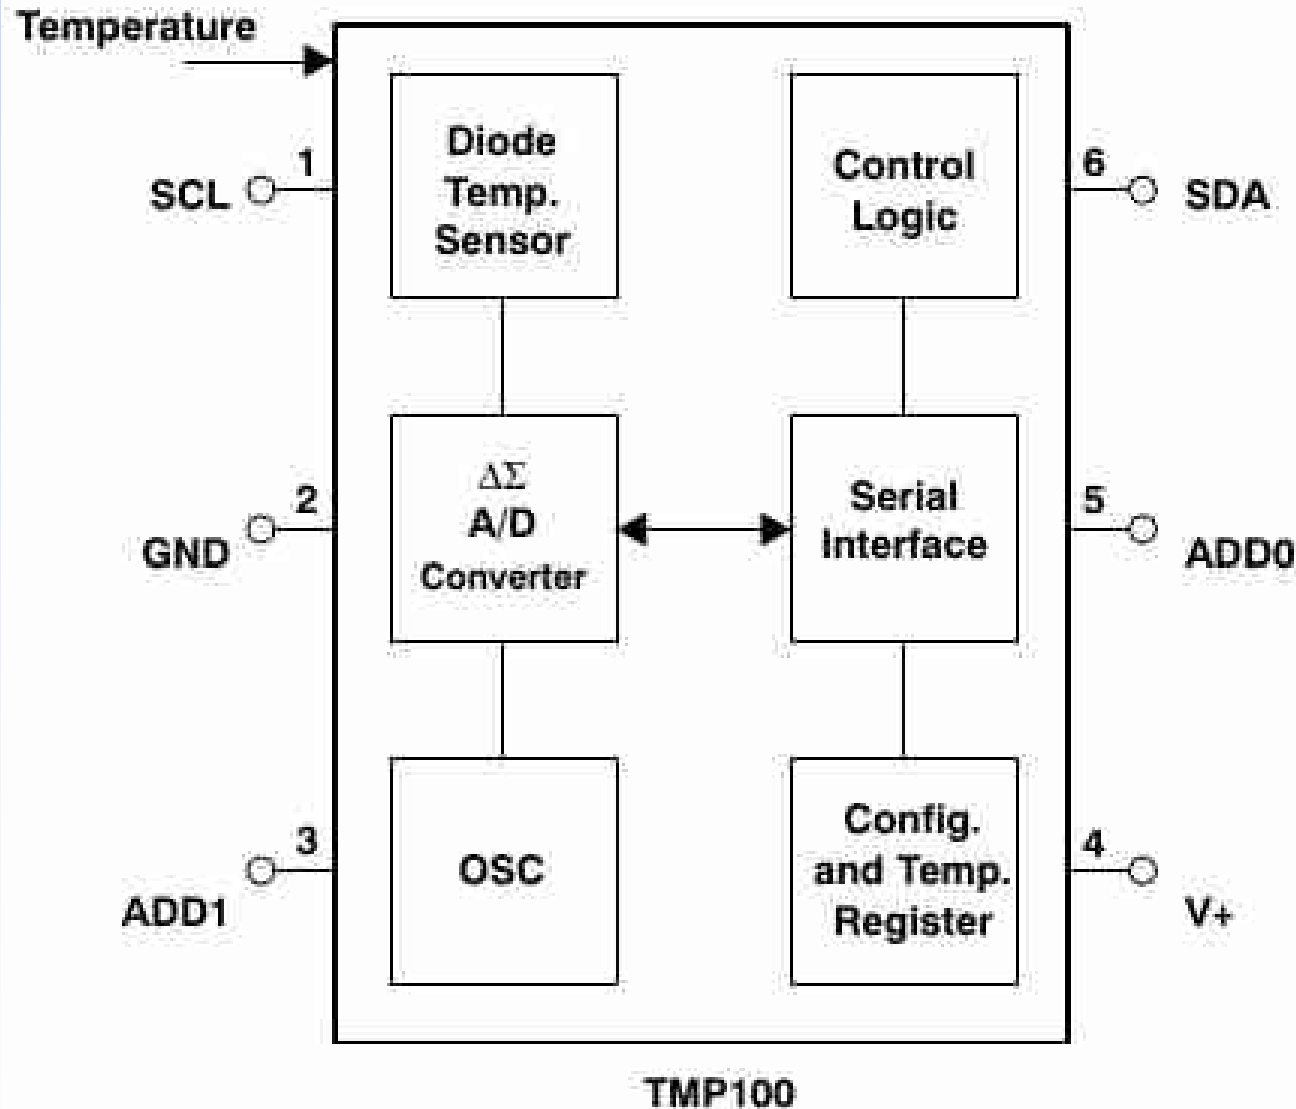 Temperature
Diode
Temp.
Sensor
Control
Logic
1
SCL
6
SDA
ΔΣ
A/D
Converter
Serial
Interface
2
GND
5
ADD0
OSC
Config.
and Temp.
Register
3
ADD1
4
V+
TMP100